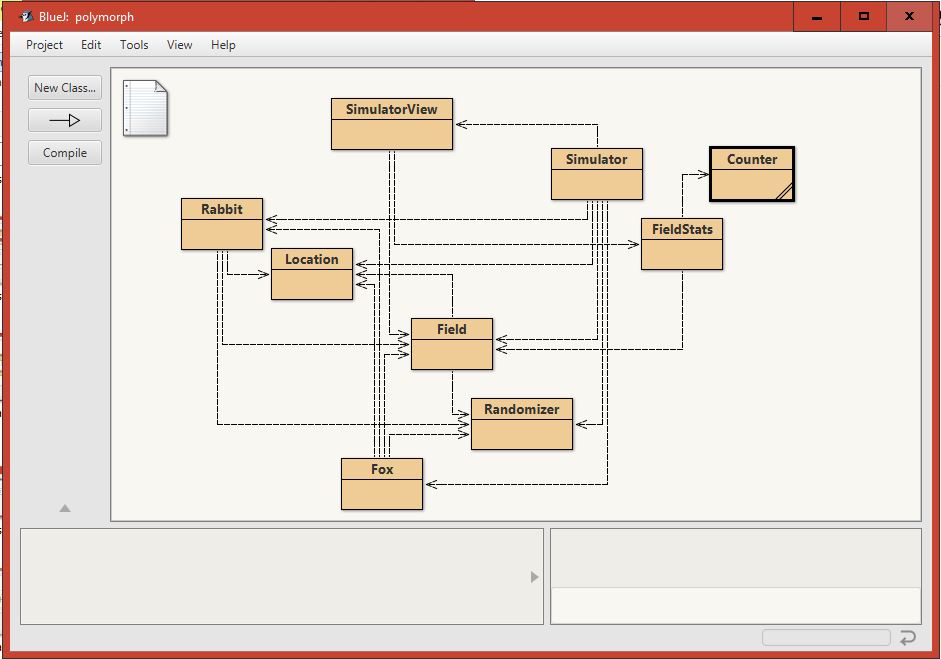 BlueJ: polymorph
Project Edit Tools View Help
New Class...
Compile
SimulatorView
Simulator
Counter
Rabbit
FieldStats
Location
Field
Randomizer
Fox